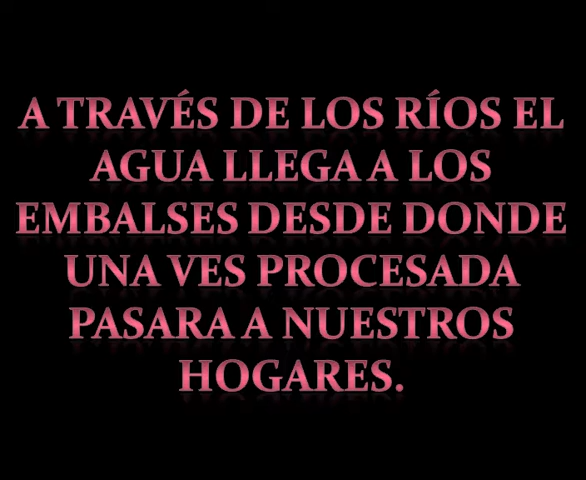 A TRAVÉS DE LOS RÍOS EL
AGUA LLEGA A LOS
EMBALSES DESDE DONDE
UNA VES PROCESADA
PASARA A NUESTROS
HOGARES.